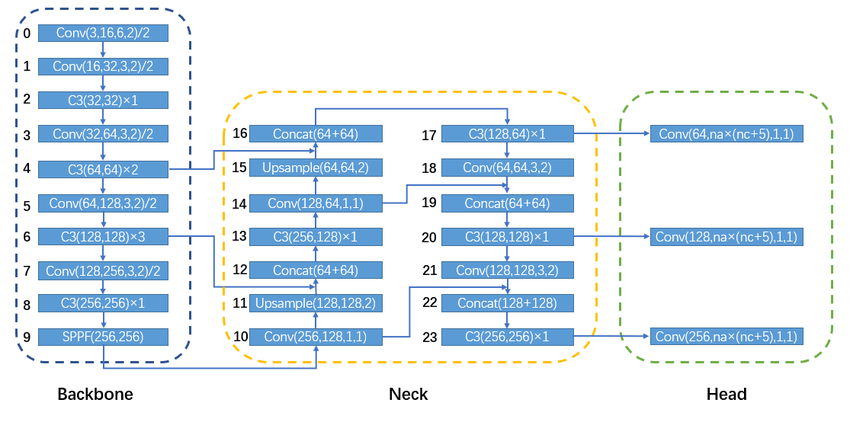 0 Conv(3,16,6,2)/2
1 Conv(16,32,3,2)/2
2 C3(32,32)×1
3 Conv(32,64,3,2)/2
4 C3(64,64)×2
5 Conv(64,128,3,2)/2
6 C3(128,128)×3
7 Conv(128,256,3,2)/2
8 C3(256,256)×1
9 SPPF(256,256)
Backbone
16 Concat(64+64)
15 Upsample(64,64,2)
14 Conv(128,64,1,1)
13 C3(256,128)×1
12 Concat(64+64)
11 Upsample(128,128,2)
10 Conv(256,128,1,1)
17 C3(128,64)×1
18 Conv(64,64,3,2)
19 Concat(64+64)
20 C3(128,128)×1
21 Conv(128,128,3,2)
22 Concat(128+128)
23 C3(256,256)×1
Neck
Conv(64,na×(nc+5),1,1)
Conv(128,na×(nc+5),1,1)
Conv(256,na×(nc+5),1,1)
Head